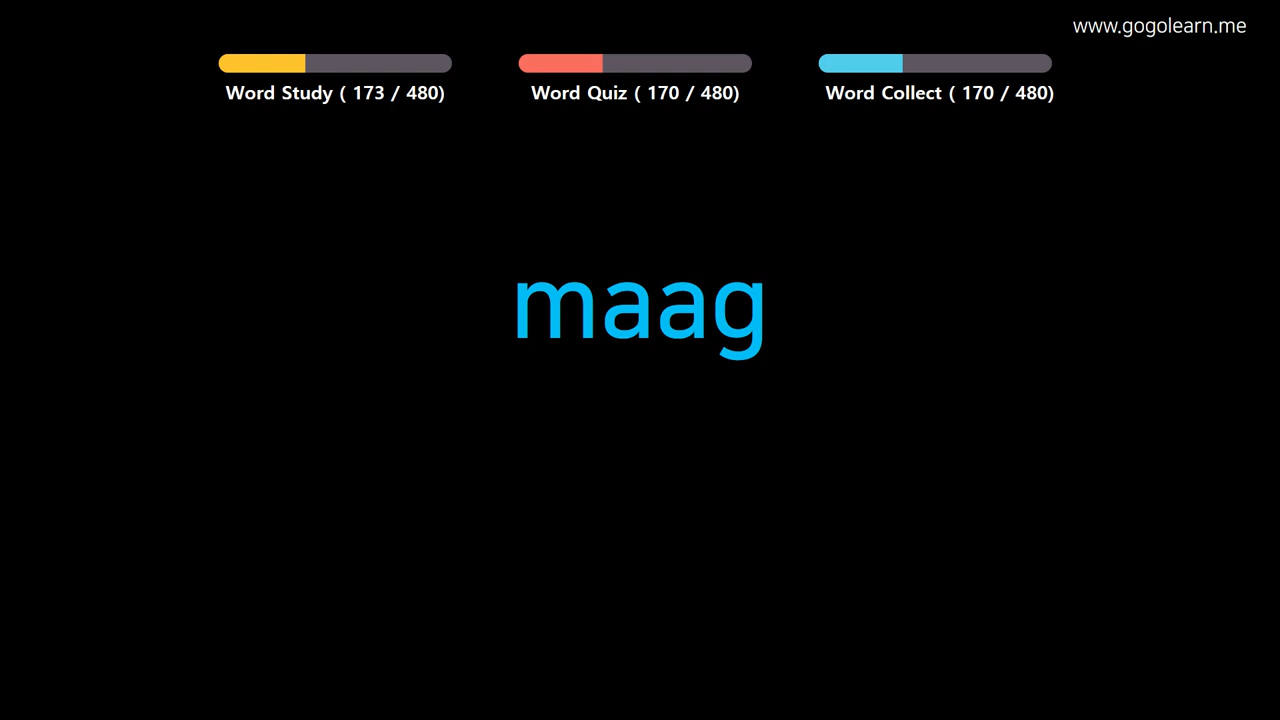 www.gogolearn.me
Word Study ( 173 / 480)
Word Quiz ( 170 / 480)
Word Collect ( 170 / 480)
maag